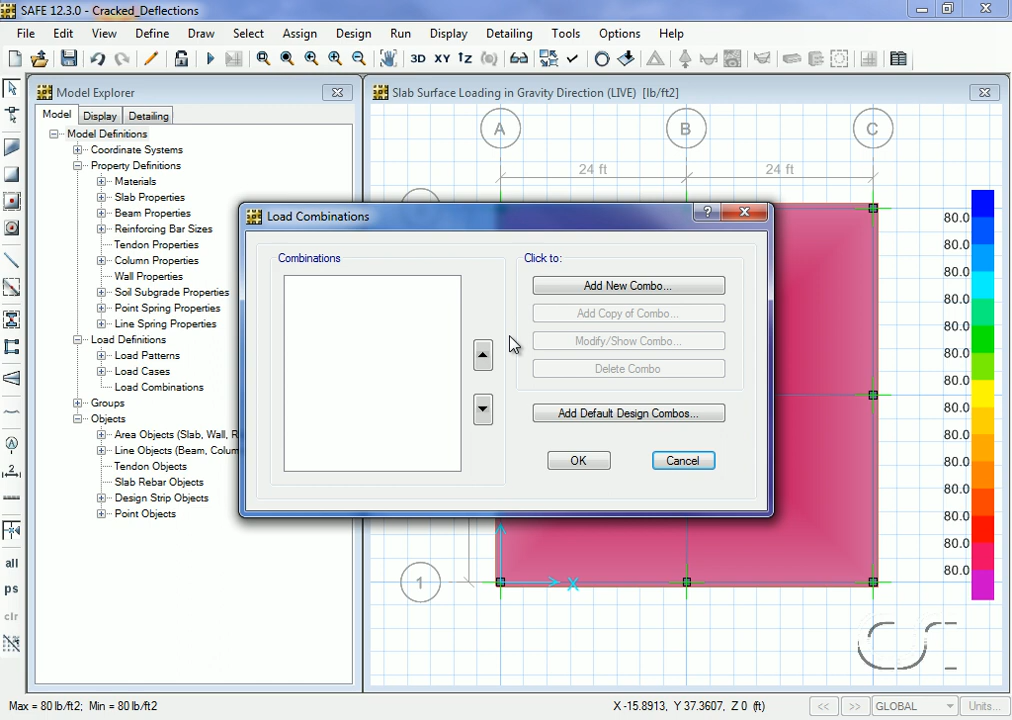 SAFE 12.3.0 - Cracked_Deflections
File Edit View Define Draw Select Assign Design Run Display Detailing Tools Options Help
3D XY
Model Explorer
Model Display Detailing
Model Definitions
Coordinate Systems
Property Definitions
Materials
Slab Properties
Beam Properties
Reinforcing Bar Sizes
Tendon Properties
Column Properties
Wall Properties
Soil Subgrade Properties
Point Spring Properties
Line Spring Properties
Load Definitions
Load Patterns
Load Cases
Load Combinations
Groups
Objects
Area Objects (Slab, Wall, R
Line Objects (Beam, Colum
Tendon Objects
Slab Rebar Objects
Design Strip Objects
Point Objects
all
ps
clr
Slab Surface Loading in Gravity Direction (LIVE) [lb/ft2]
A B C
24 ft 24 ft
1
X
80.0
80.0
80.0
80.0
80.0
80.0
80.0
80.0
80.0
80.0
80.0
80.0
80.0
80.0
Load Combinations
Combinations
Click to:
Add New Combo...
Add Copy of Combo...
Modify/Show Combo...
Delete Combo
Add Default Design Combos...
OK Cancel
Max = 80 lb/ft2; Min = 80 lb/ft2
X -15.8913, Y 37.3607, Z 0 (ft)
<< >> GLOBAL Units...